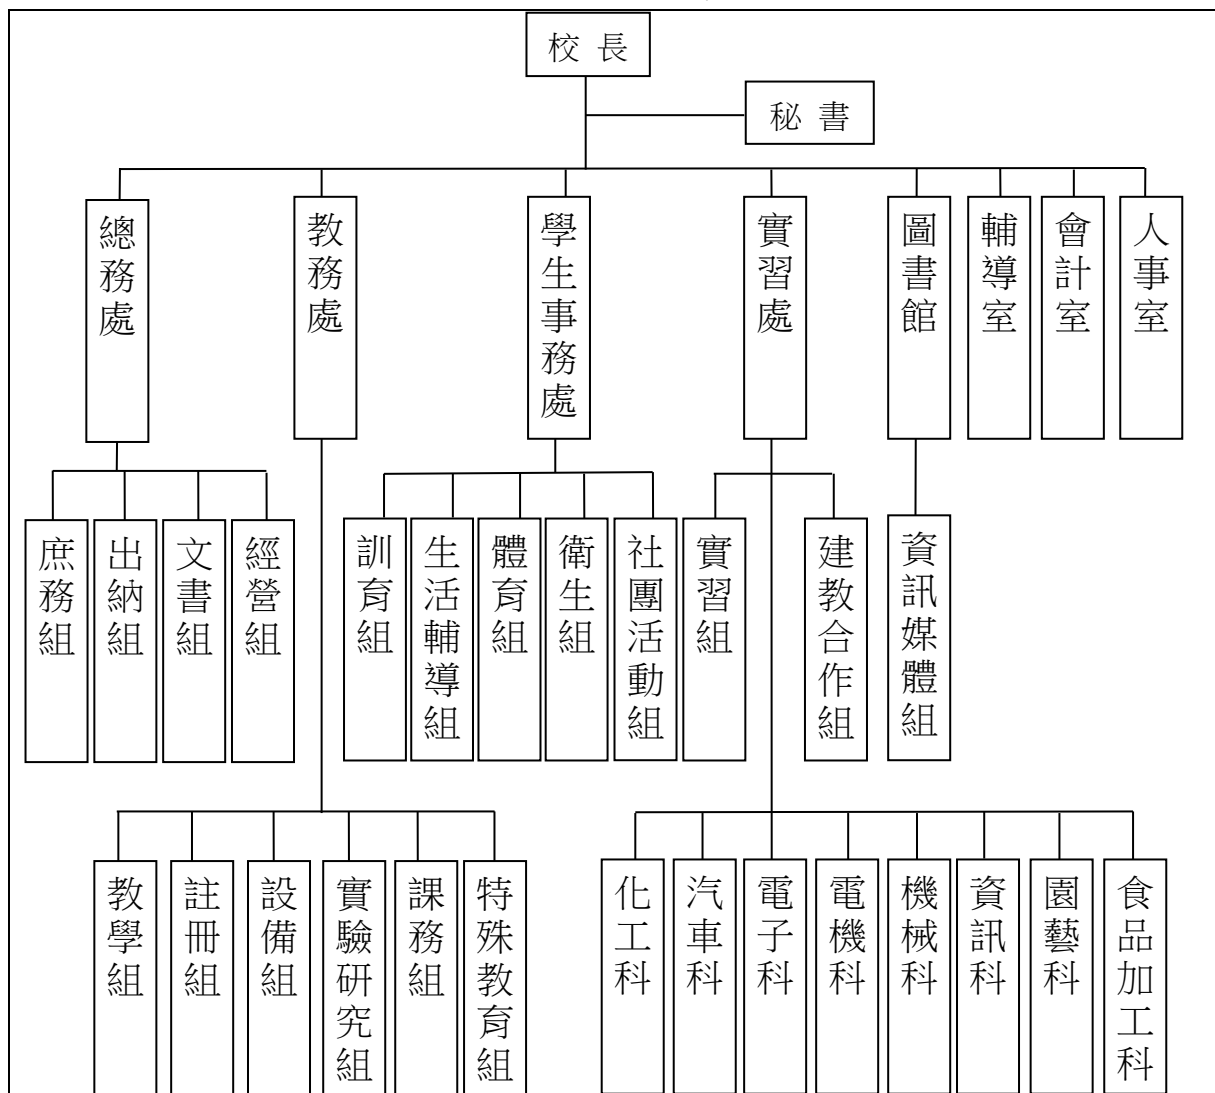 校長
秘書
總務處
教務處
學生事務處
實習處
圖書館
輔導室
會計室
人事室
庶務組
出納組
文書組
經營組
訓育組
生活輔導組
體育組
衛生組
社團活動組
實習組
建教合作組
資訊媒體組
教學組
註冊組
設備組
實驗研究組
課務組
特殊教育組
化工科
汽車科
電子科
電機科
機械科
資訊科
園藝科
食品加工科